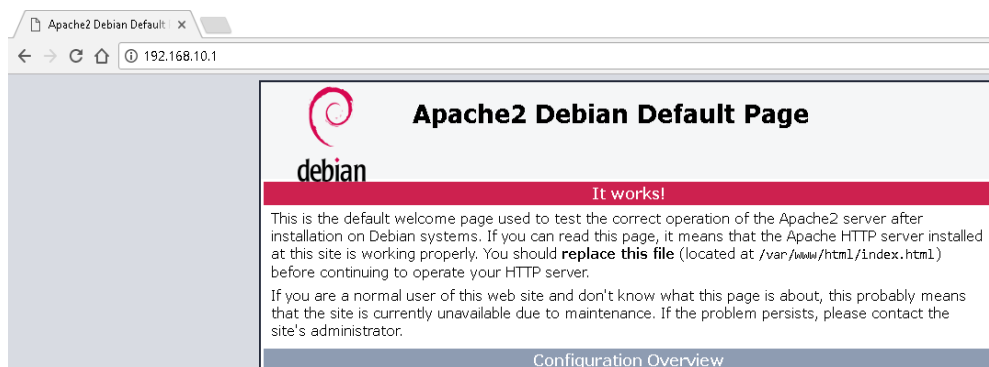 Apache2 Debian Default
192.168.10.1
debian
Apache2 Debian Default Page
It works!
This is the default welcome page used to test the correct operation of the Apache2 server after
installation on Debian systems. If you can read this page, it means that the Apache HTTP server installed
at this site is working properly. You should replace this file (located at /var/www/html/index.html)
before continuing to operate your HTTP server.
If you are a normal user of this web site and don't know what this page is about, this probably means
that the site is currently unavailable due to maintenance. If the problem persists, please contact the
site's administrator.
Configuration Overview